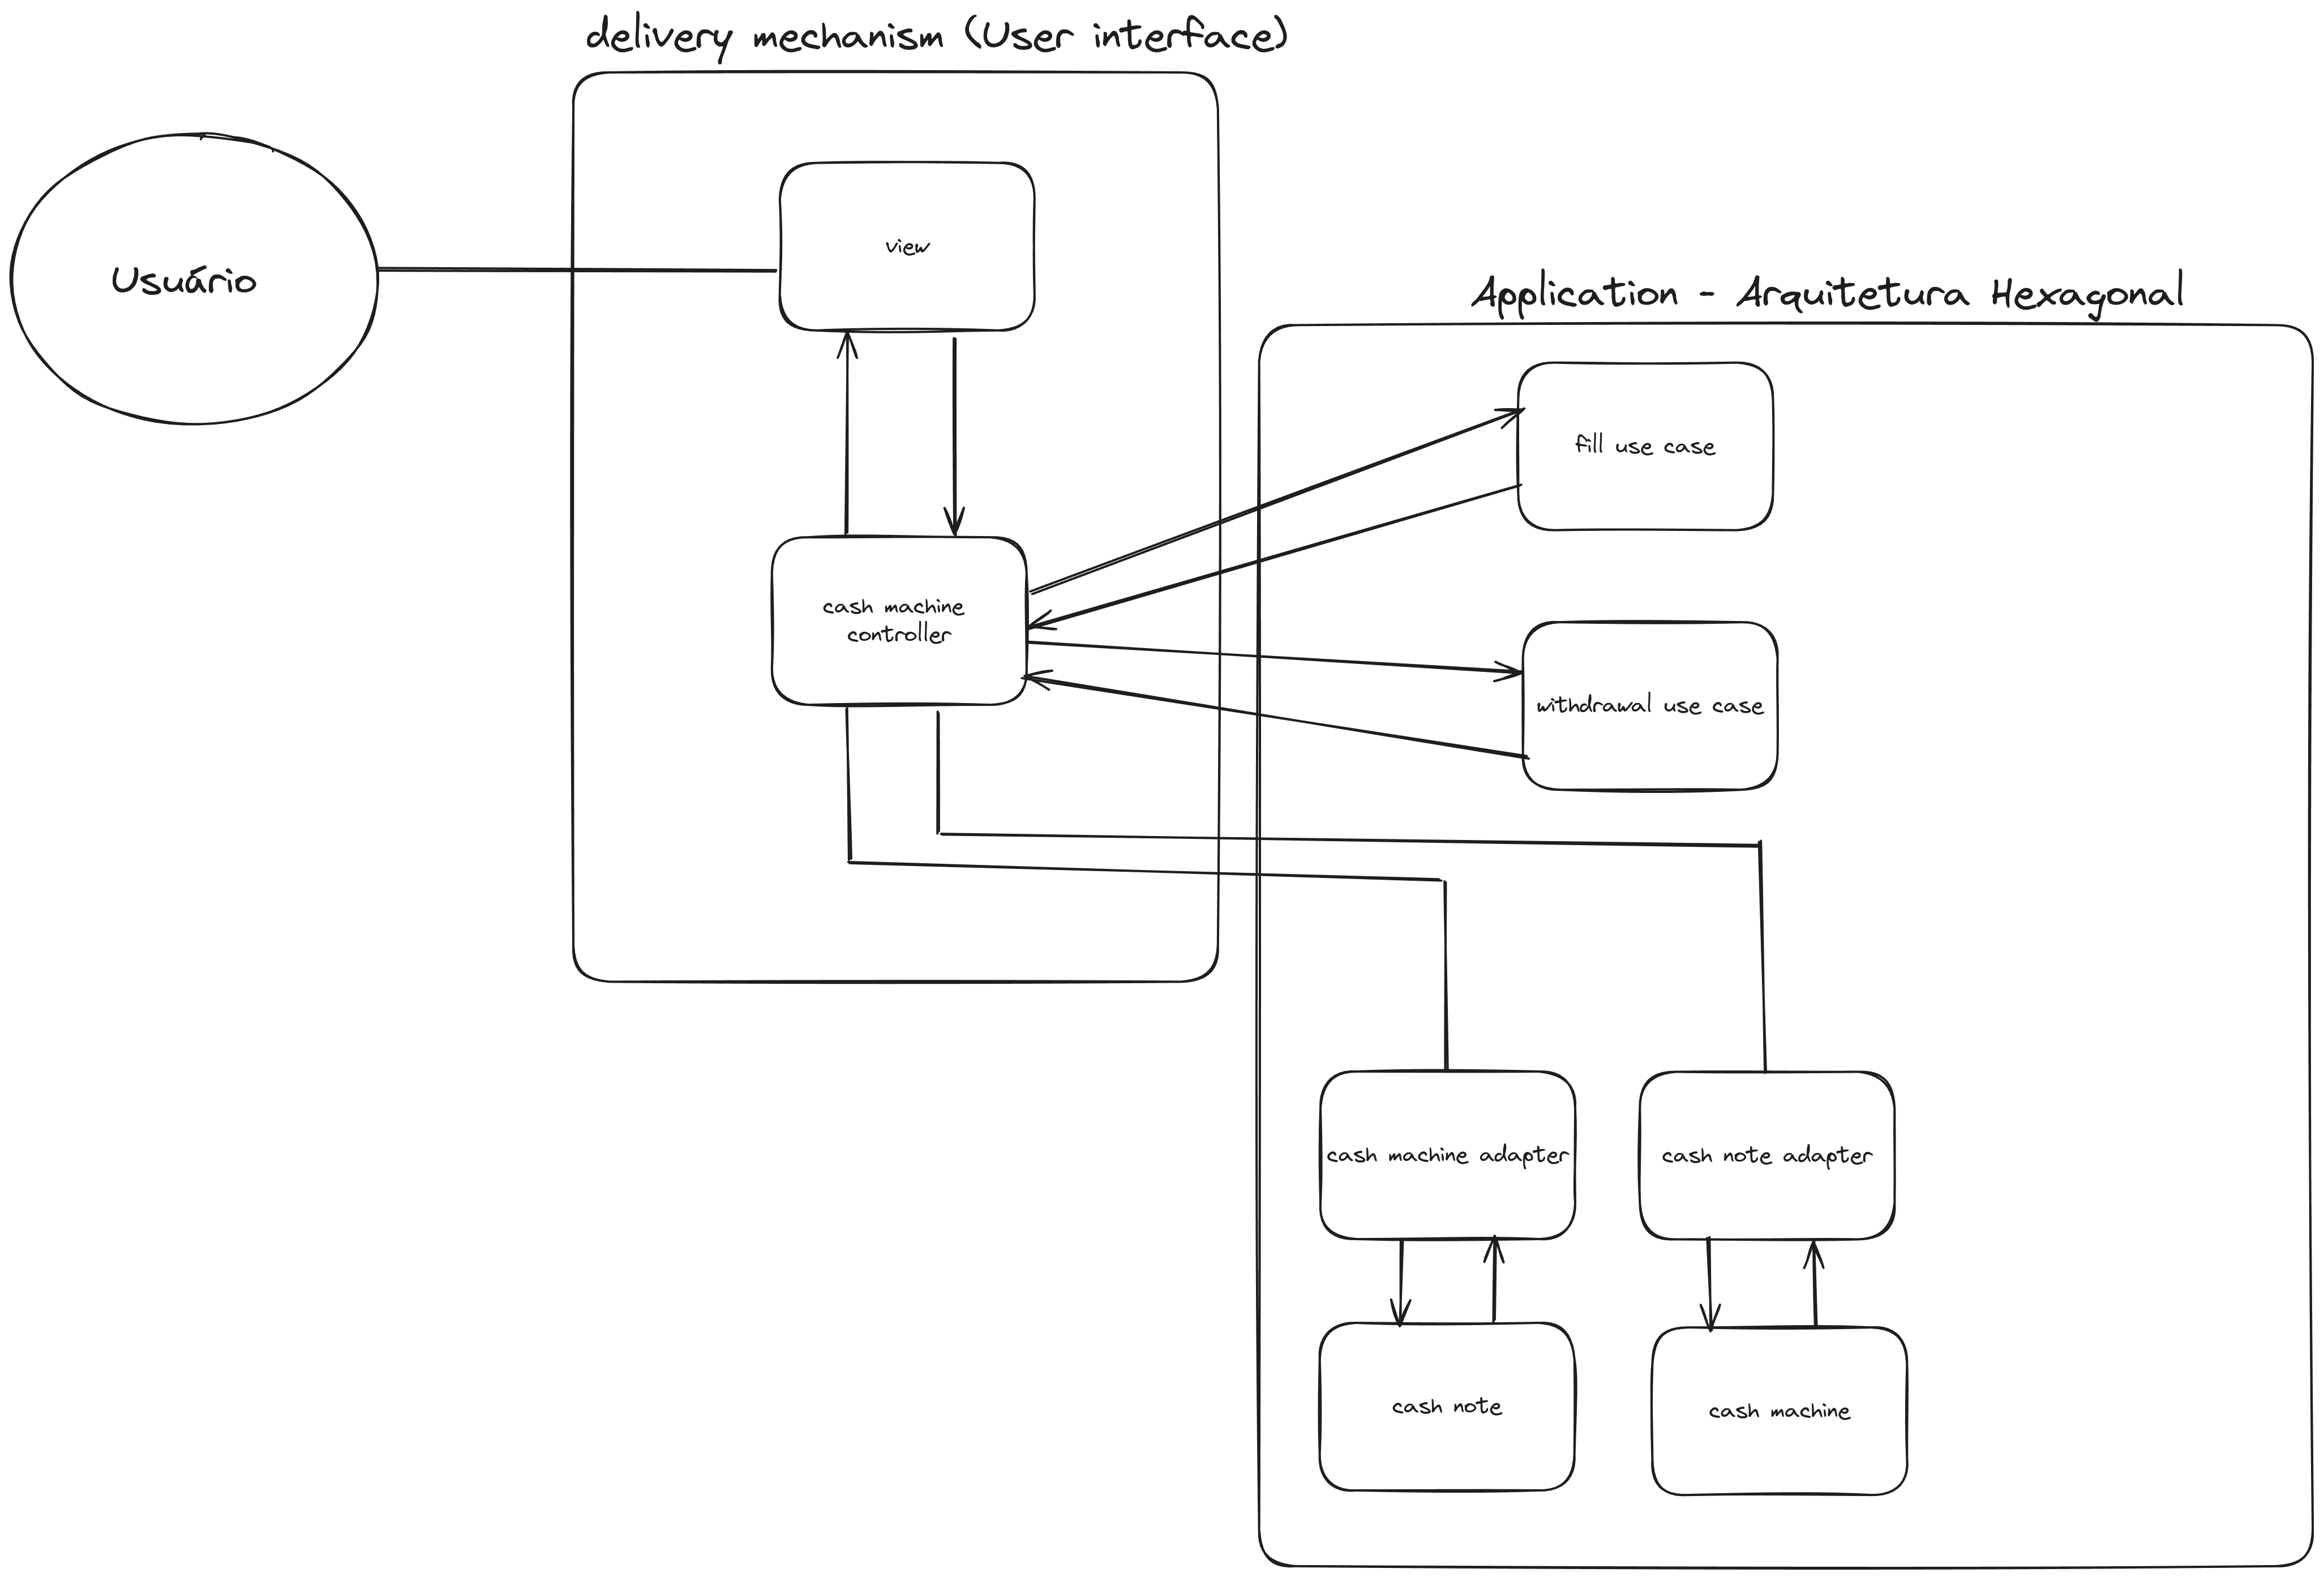 delivery mechanism (User interface)
Usuário
view
Application - Arquitetura Hexagonal
fill use case
cash machine
controller
withdrawal use case
cash machine adapter
cash note adapter
cash note
cash machine